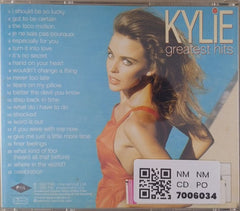 KYLIE
greatest hits
i should be so lucky
got to be certain
the loco-motion
je ne sais pas pourquoi
especially for you
turn it into love
it's no secret
hand on your heart
wouldn't change a thing
never too late
tears on my pillow
better the devil you know
step back in time
what do i have to do
shocked
word is out
if you were with me now
give me just a little more time
finer feelings
what kind of fool
(heard all that before)
where in the world?
celebration
NM NM
CD PO
7006034